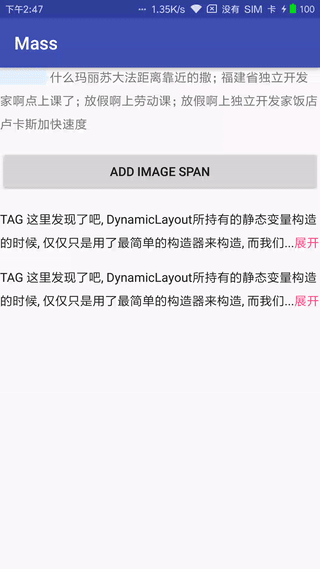 下午2:47 ... 1.35K/s 没有 SIM 卡 100
Mass
什么玛丽苏大法距离靠近的撒; 福建省独立开发
家啊点上课了; 放假啊上劳动课; 放假啊上独立开发家饭店
卢卡斯加快速度
ADD IMAGE SPAN
TAG 这里发现了吧, DynamicLayout所持有的静态变量构造
的时候, 仅仅只是用了最简单的构造器来构造, 而我们...展开
TAG 这里发现了吧, DynamicLayout所持有的静态变量构造
的时候, 仅仅只是用了最简单的构造器来构造, 而我们...展开